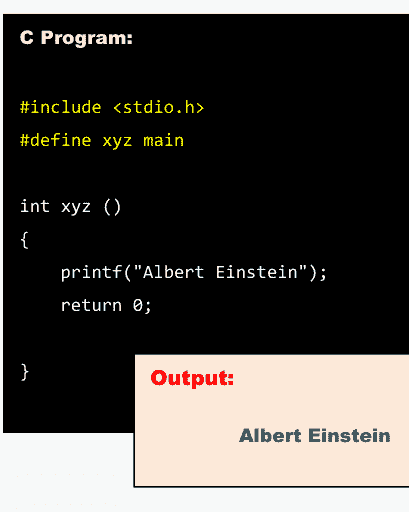 C Program:
#include <stdio.h>
#define xyz main
int xyz ()
{
printf("Albert Einstein");
return 0;
}
Output:
Albert Einstein